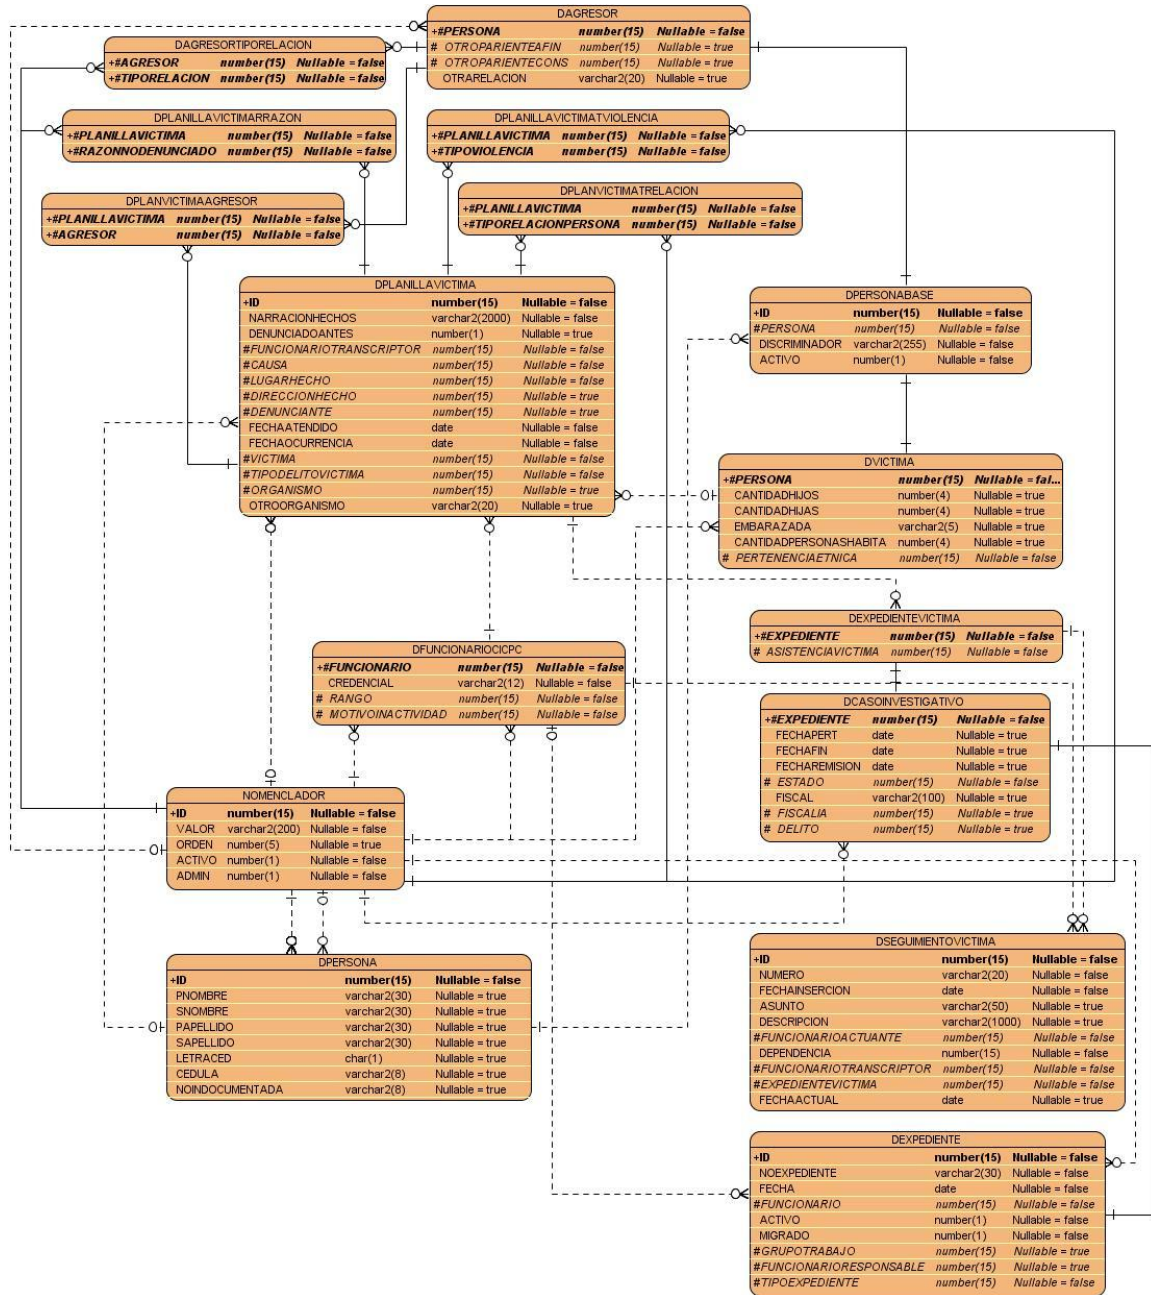 DAGRESOR
+#PERSONA number(15) Nullable = false
# OTROPARIENTEAFIN number(15) Nullable = true
# OTROPARIENTECONS number(15) Nullable = true
OTRARELACION varchar2(20) Nullable = true
DAGRESORTIPORELACION
+#AGRESOR number(15) Nullable = false
+#TIPORELACION number(15) Nullable = false
DPLANILLAVICTIMARRAZON
+#PLANILLAVICTIMA number(15) Nullable = false
+#RAZONNODENUNCIADO number(15) Nullable = false
DPLANILLAVICTIMATVIOLENCIA
+#PLANILLAVICTIMA number(15) Nullable = false
+#TIPOVIOLENCIA number(15) Nullable = false
DPLANVICTIMAAGRESOR
+#PLANILLAVICTIMA number(15) Nullable = false
+#AGRESOR number(15) Nullable = false
DPLANVICTIMATRELACION
+#PLANILLAVICTIMA number(15) Nullable = false
+#TIPORELACIONPERSONA number(15) Nullable = false
DPLANILLAVICTIMA
+ID number(15) Nullable = false
NARRACIONHECHOS varchar2(2000) Nullable = false
DENUNCIADOANTES number(1) Nullable = true
#FUNCIONARIOTRANSCRIPTOR number(15) Nullable = false
#CAUSA number(15) Nullable = false
#LUGARHECHO number(15) Nullable = false
#DIRECCIONHECHO number(15) Nullable = true
#DENUNCIANTE number(15) Nullable = true
FECHAATENDIDO date Nullable = false
FECHAOCURRENCIA date Nullable = false
#VICTIMA number(15) Nullable = false
#TIPODELITOVICTIMA number(15) Nullable = false
#ORGANISMO number(15) Nullable = true
OTROORGANISMO varchar2(20) Nullable = true
DPERSONABASE
+ID number(15) Nullable = false
#PERSONA number(15) Nullable = false
DISCRIMINADOR varchar2(255) Nullable = false
ACTIVO number(1) Nullable = false
DVICTIMA
+#PERSONA number(15) Nullable = fal...
CANTIDADHIJOS number(4) Nullable = true
CANTIDADHIJAS number(4) Nullable = true
EMBARAZADA varchar2(5) Nullable = true
CANTIDADPERSONASHABITA number(4) Nullable = true
# PERTENENCIAETNICA number(15) Nullable = false
DEXPEDIENTEVICTIMA
+#EXPEDIENTE number(15) Nullable = false
# ASISTENCIAVICTIMA number(15) Nullable = false
DFUNCIONARIOCICPC
+#FUNCIONARIO number(15) Nullable = false
CREDENCIAL varchar2(12) Nullable = false
# RANGO number(15) Nullable = false
# MOTIVOINACTIVIDAD number(15) Nullable = false
DCASOINVESTIGATIVO
+#EXPEDIENTE number(15) Nullable = false
FECHAPERT date Nullable = true
FECHAFIN date Nullable = true
FECHAREMISION date Nullable = true
# ESTADO number(15) Nullable = false
FISCAL varchar2(100) Nullable = true
# FISCALIA number(15) Nullable = true
# DELITO number(15) Nullable = true
NOMENCLADOR
+ID number(15) Nullable = false
VALOR varchar2(200) Nullable = false
ORDEN number(5) Nullable = true
ACTIVO number(1) Nullable = false
ADMIN number(1) Nullable = false
DPERSONA
+ID number(15) Nullable = false
PNOMBRE varchar2(30) Nullable = true
SNOMBRE varchar2(30) Nullable = true
PAPELLIDO varchar2(30) Nullable = true
SAPELLIDO varchar2(30) Nullable = true
LETRACED char(1) Nullable = true
CEDULA varchar2(8) Nullable = true
NOINDOCUMENTADA varchar2(8) Nullable = true
DSEGUIMIENTOVICTIMA
+ID number(15) Nullable = false
NUMERO varchar2(20) Nullable = false
FECHAINSERCION date Nullable = false
ASUNTO varchar2(50) Nullable = true
DESCRIPCION varchar2(1000) Nullable = true
#FUNCIONARIOACTUANTE number(15) Nullable = false
DEPENDENCIA number(15) Nullable = false
#FUNCIONARIOTRANSCRIPTOR number(15) Nullable = false
#EXPEDIENTEVICTIMA number(15) Nullable = false
FECHAACTUAL date Nullable = true
DEXPEDIENTE
+ID number(15) Nullable = false
NOEXPEDIENTE varchar2(30) Nullable = false
FECHA date Nullable = false
#FUNCIONARIO number(15) Nullable = false
ACTIVO number(1) Nullable = false
MIGRADO number(1) Nullable = false
#GRUPOTRABAJO number(15) Nullable = true
#FUNCIONARIORESPONSABLE number(15) Nullable = true
#TIPOEXPEDIENTE number(15) Nullable = false